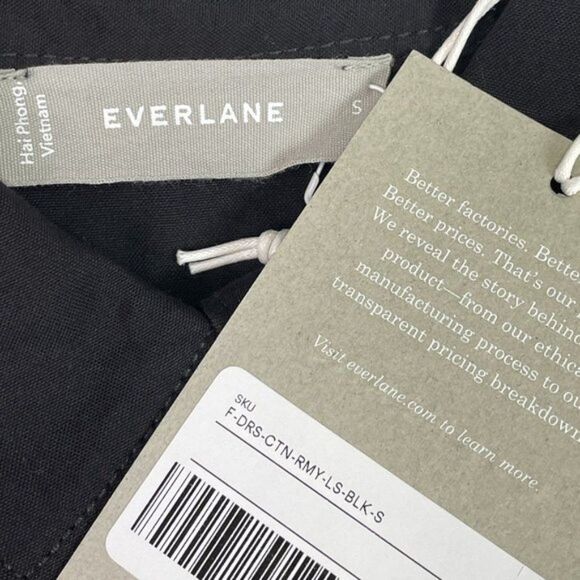 Hai Phong,
Vietnam
EVERLANE
S
Better factories.
Better prices. That's our
We reveal the story behind
product—from our ethical
manufacturing process to our
transparent pricing breakdown.
Visit everlane.com to learn more.
SKU
F-DRS-CTN-RMY-LS-BLK-S